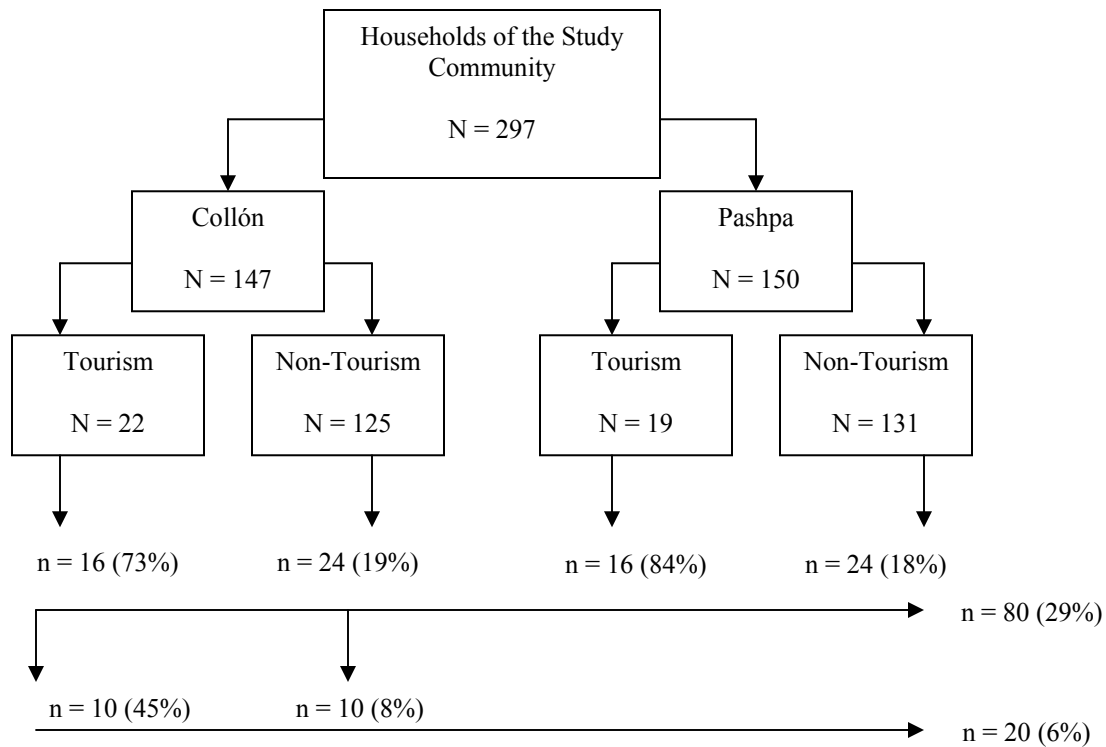 Households of the Study
Community
N = 297
Collón
N = 147
Pashpa
N = 150
Tourism
N = 22
Non-Tourism
N = 125
Tourism
N = 19
Non-Tourism
N = 131
n = 16 (73%)
n = 24 (19%)
n = 16 (84%)
n = 24 (18%)
n = 80 (29%)
n = 10 (45%)
n = 10 (8%)
n = 20 (6%)